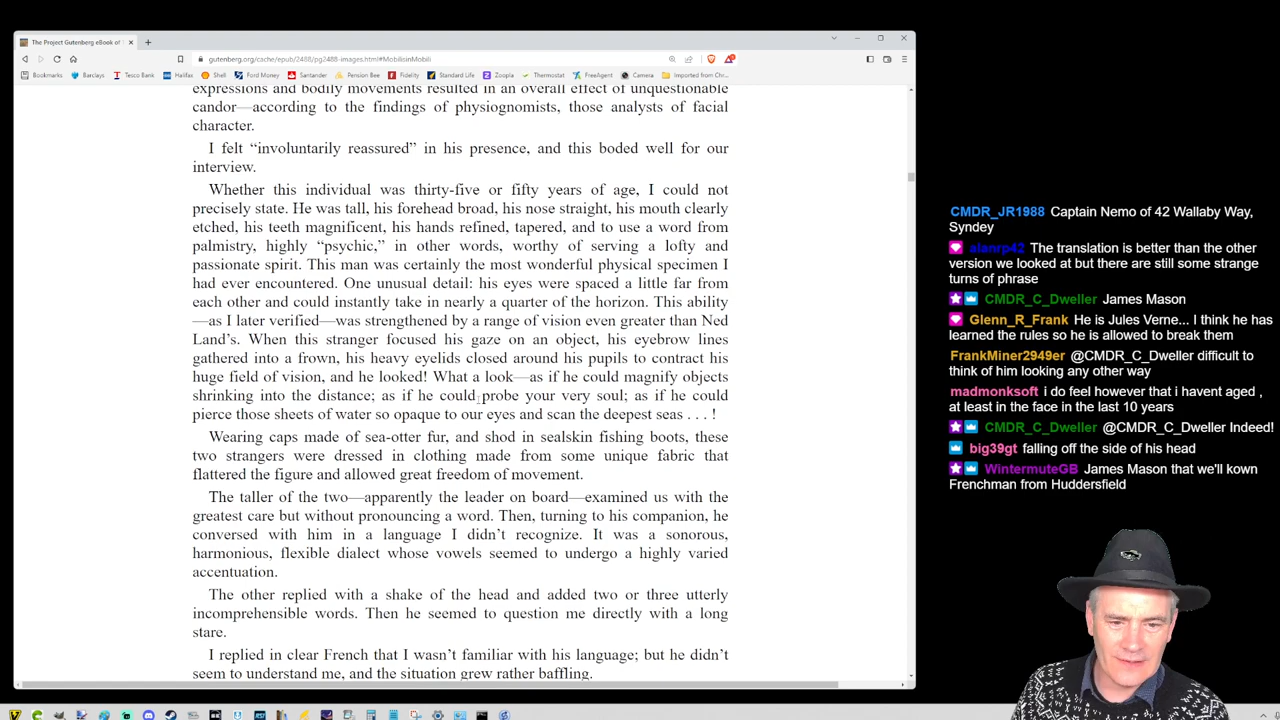 The Project Gutenberg eBook of
gutenberg.org/cache/epub/2488/pg2488-images.html#MobilisinMobili
Bookmarks Barclays Tesco Bank Halifax Shell Ford Money Santander Pension Bee Fidelity Standard Life Zoopla Thermostat FreeAgent Camera Imported from Chr...
expressions and bodily movements resulted in an overall effect of unquestionable
candor—according to the findings of physiognomists, those analysts of facial
character.
I felt “involuntarily reassured” in his presence, and this boded well for our
interview.
Whether this individual was thirty-five or fifty years of age, I could not
precisely state. He was tall, his forehead broad, his nose straight, his mouth clearly
etched, his teeth magnificent, his hands refined, tapered, and to use a word from
palmistry, highly “psychic,” in other words, worthy of serving a lofty and
passionate spirit. This man was certainly the most wonderful physical specimen I
had ever encountered. One unusual detail: his eyes were spaced a little far from
each other and could instantly take in nearly a quarter of the horizon. This ability
—as I later verified—was strengthened by a range of vision even greater than Ned
Land’s. When this stranger focused his gaze on an object, his eyebrow lines
gathered into a frown, his heavy eyelids closed around his pupils to contract his
huge field of vision, and he looked! What a look—as if he could magnify objects
shrinking into the distance; as if he could probe your very soul; as if he could
pierce those sheets of water so opaque to our eyes and scan the deepest seas . . . !
Wearing caps made of sea-otter fur, and shod in sealskin fishing boots, these
two strangers were dressed in clothing made from some unique fabric that
flattered the figure and allowed great freedom of movement.
The taller of the two—apparently the leader on board—examined us with the
greatest care but without pronouncing a word. Then, turning to his companion, he
conversed with him in a language I didn’t recognize. It was a sonorous,
harmonious, flexible dialect whose vowels seemed to undergo a highly varied
accentuation.
The other replied with a shake of the head and added two or three utterly
incomprehensible words. Then he seemed to question me directly with a long
stare.
I replied in clear French that I wasn’t familiar with his language; but he didn’t
seem to understand me, and the situation grew rather baffling.
CMDR_JR1988 Captain Nemo of 42 Wallaby Way,
Syndey
alanrp42 The translation is better than the other
version we looked at but there are still some strange
turns of phrase
CMDR_C_Dweller James Mason
Glenn_R_Frank He is Jules Verne... I think he has
learned the rules so he is allowed to break them
FrankMiner2949er @CMDR_C_Dweller difficult to
think of him looking any other way
madmonksoft i do feel however that i havent aged ,
at least in the face in the last 10 years
CMDR_C_Dweller @CMDR_C_Dweller Indeed!
big39gt falling off the side of his head
WintermuteGB James Mason that we'll kown
Frenchman from Huddersfield